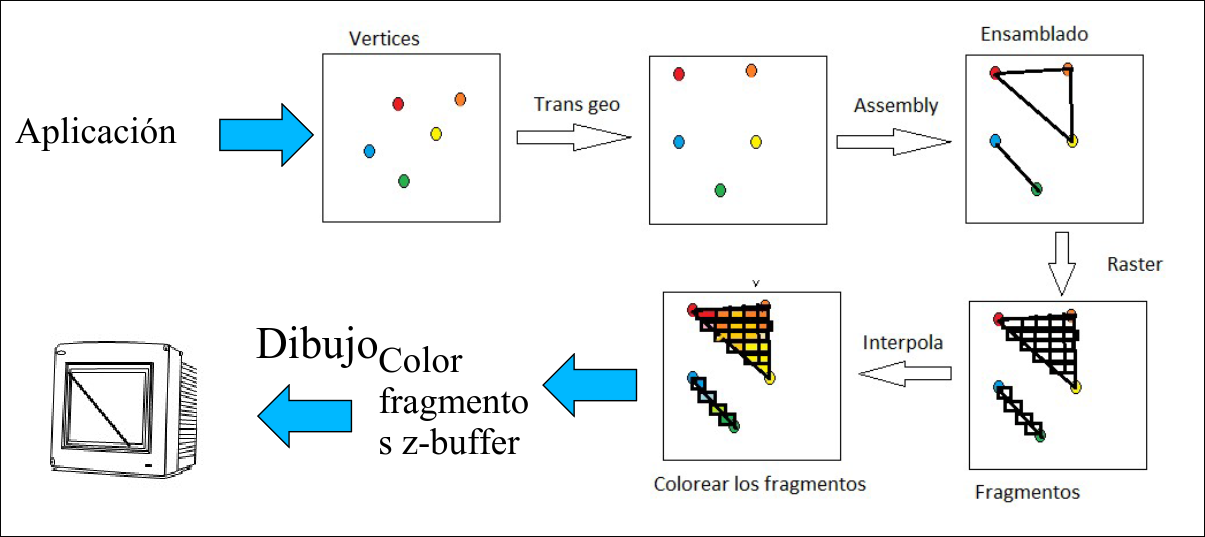 Vertices
Ensamblado
Aplicación
Trans geo
Assembly
Raster
Interpola
Dibujo
Color
fragmento
s z-buffer
Colorear los fragmentos
Fragmentos